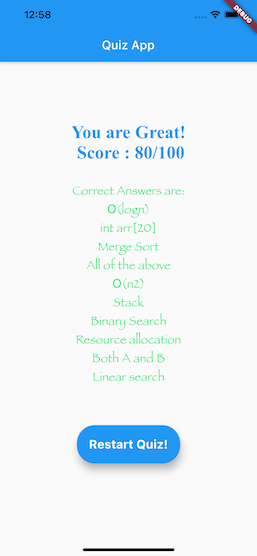 12:58
DEBUG
Quiz App
You are Great!
Score : 80/100
Correct Answers are:
O(logn)
int arr[20]
Merge Sort
All of the above
O(n2)
Stack
Binary Search
Resource allocation
Both A and B
Linear search
Restart Quiz!